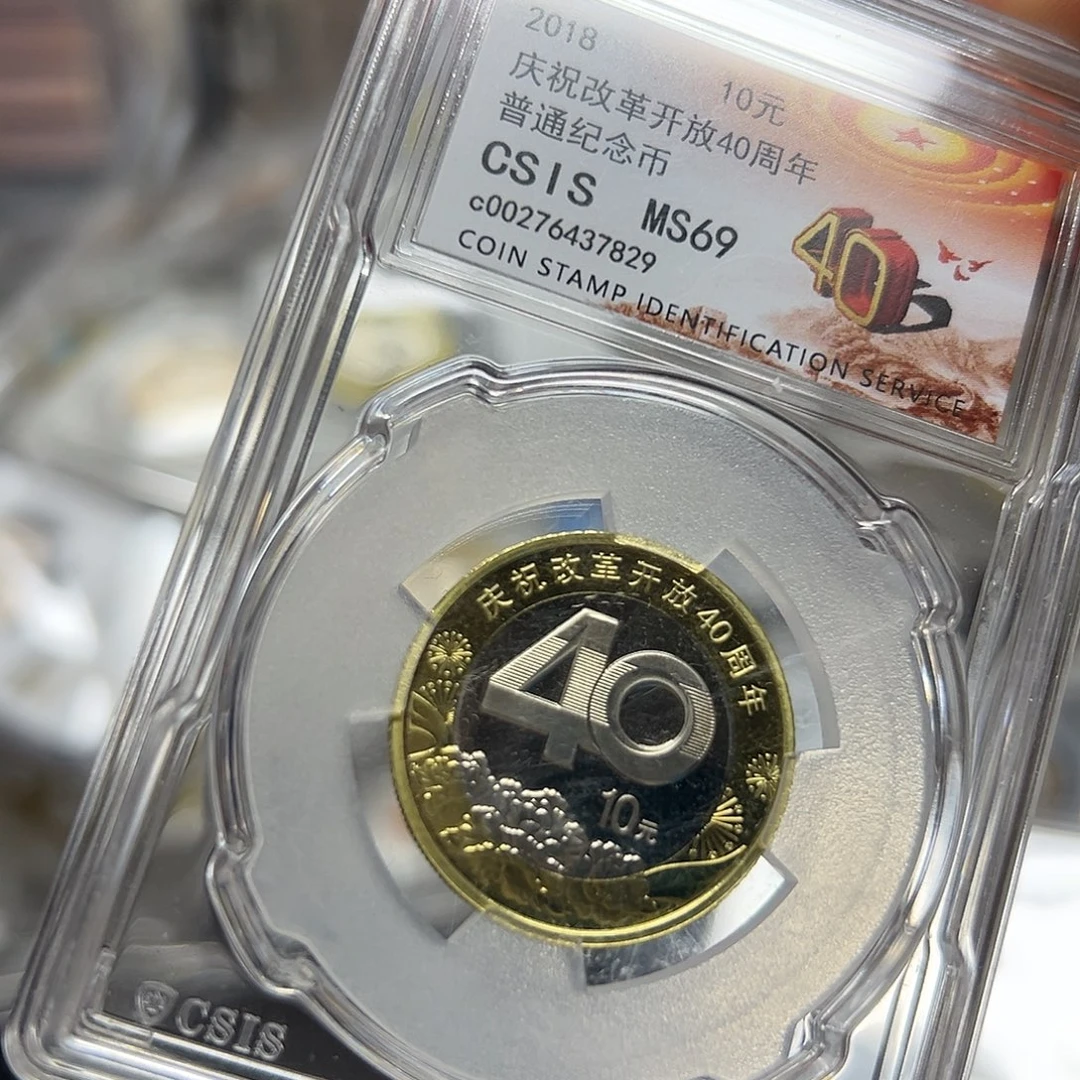 2018
10元
庆祝改革开放40周年
普通纪念币
CSIS MS69
c00276437829
COIN STAMP IDENTIFICATION SERVICE
40
庆祝改革开放40周年
40
10元
CSIS